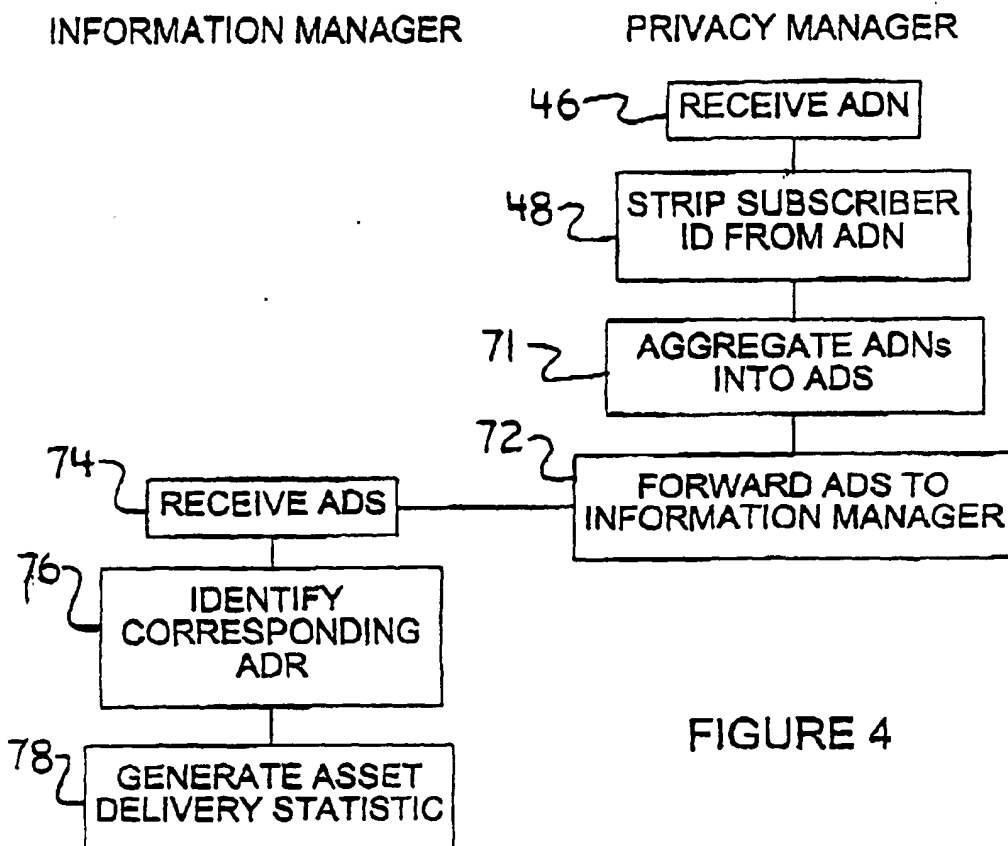 INFORMATION MANAGER
PRIVACY MANAGER
46
RECEIVE ADN
48
STRIP SUBSCRIBER
ID FROM ADN
71
AGGREGATE ADNs
INTO ADS
72
FORWARD ADS TO
INFORMATION MANAGER
74
RECEIVE ADS
76
IDENTIFY
CORRESPONDING
ADR
78
GENERATE ASSET
DELIVERY STATISTIC
FIGURE 4